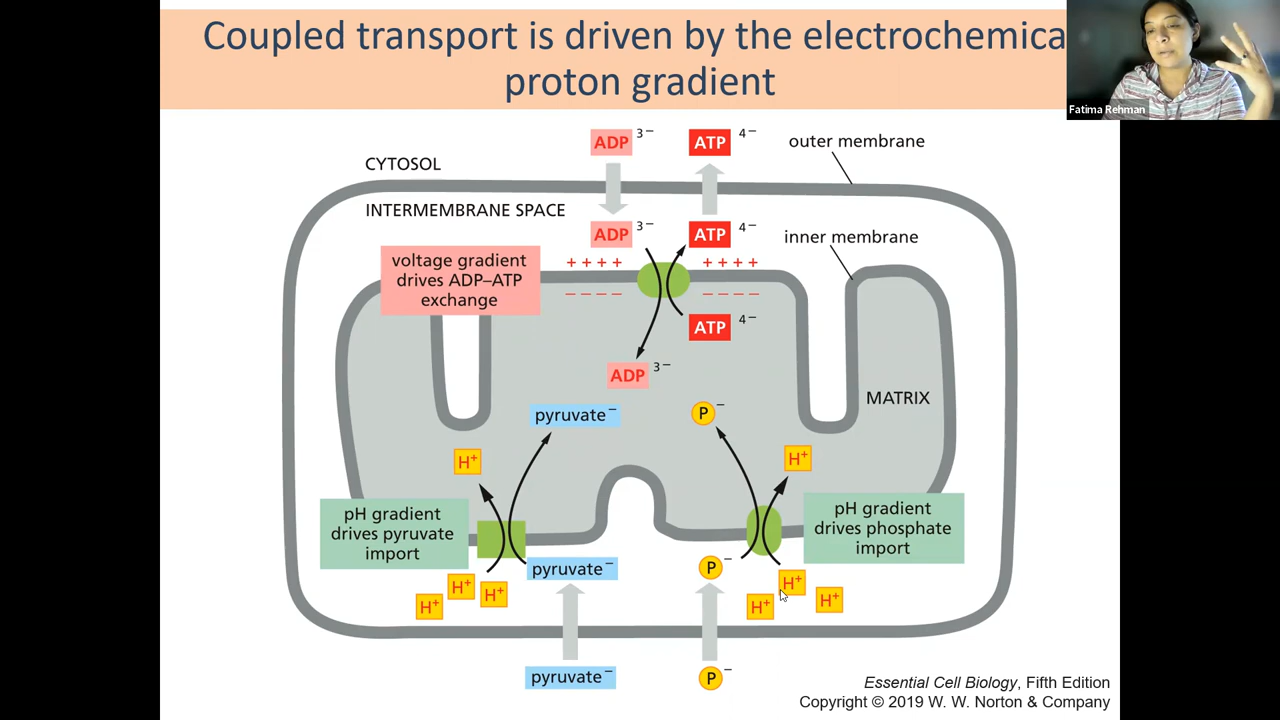 Coupled transport is driven by the electrochemica
proton gradient
Fatima Rehman
ADP 3− ATP 4−
outer membrane
CYTOSOL
INTERMEMBRANE SPACE
ADP 3− ATP 4−
inner membrane
voltage gradient
drives ADP–ATP
exchange
+ + + + + + + +
− − − − − − − −
ATP 4−
ADP 3−
MATRIX
pyruvate−
P −
H+
H+
pH gradient
drives pyruvate
import
pH gradient
drives phosphate
import
pyruvate−
P −
H+ H+ H+
H+ H+ H+
pyruvate−
P −
Essential Cell Biology, Fifth Edition
Copyright © 2019 W. W. Norton & Company